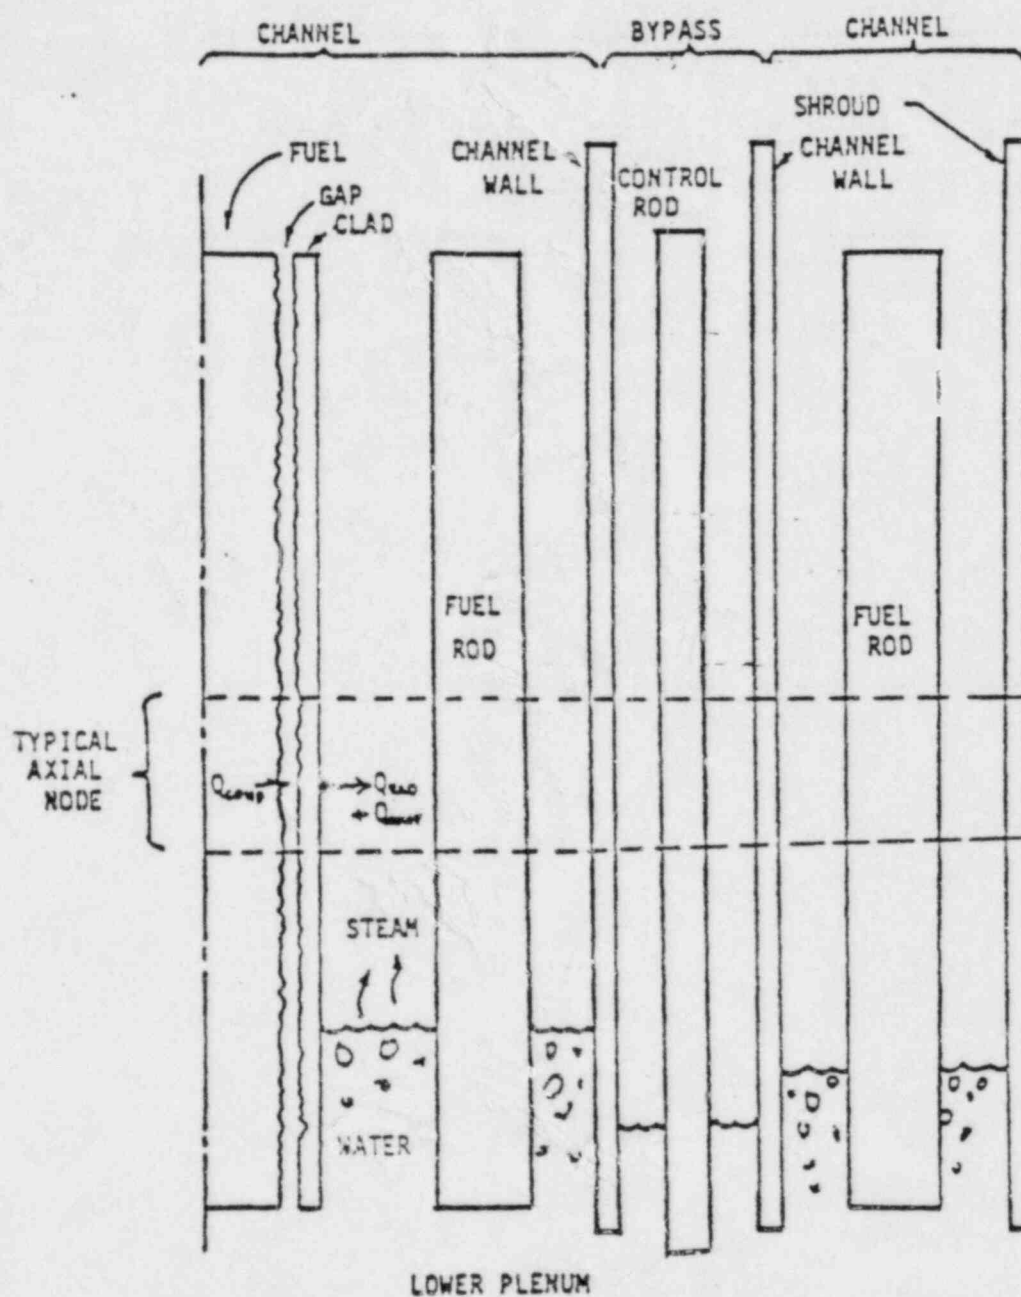 CHANNEL
BYPASS
CHANNEL
SHROUD
FUEL
CHANNEL
WALL
CONTROL
ROD
CHANNEL
WALL
GAP
CLAD
FUEL
ROD
FUEL
ROD
TYPICAL
AXIAL
NODE
STEAM
WATER
LOWER PLENUM